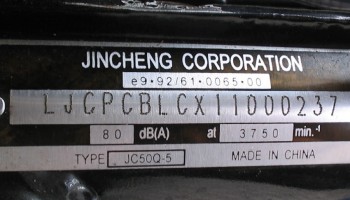 JINCHENG CORPORATION
e9*92/61*0065*00
LJCPCBLCX11000237
80 dB(A) at 3750 min.⁻¹
TYPE JC50Q-5 MADE IN CHINA